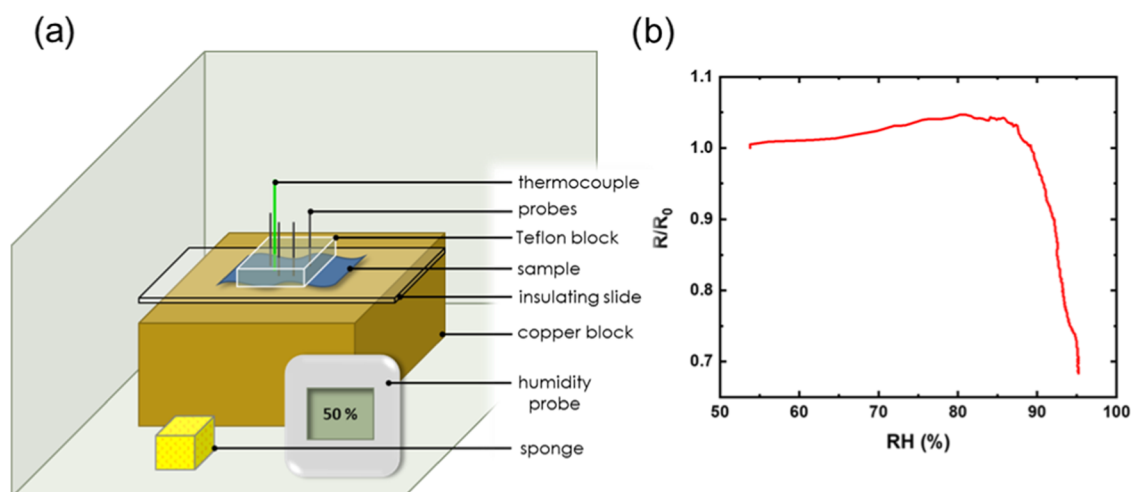 (a)
thermocouple
probes
Teflon block
sample
insulating slide
copper block
humidity
probe
sponge
50 %
(b)
1.1
1.0
0.9
0.8
0.7
R/R₀
50 60 70 80 90 100
RH (%)